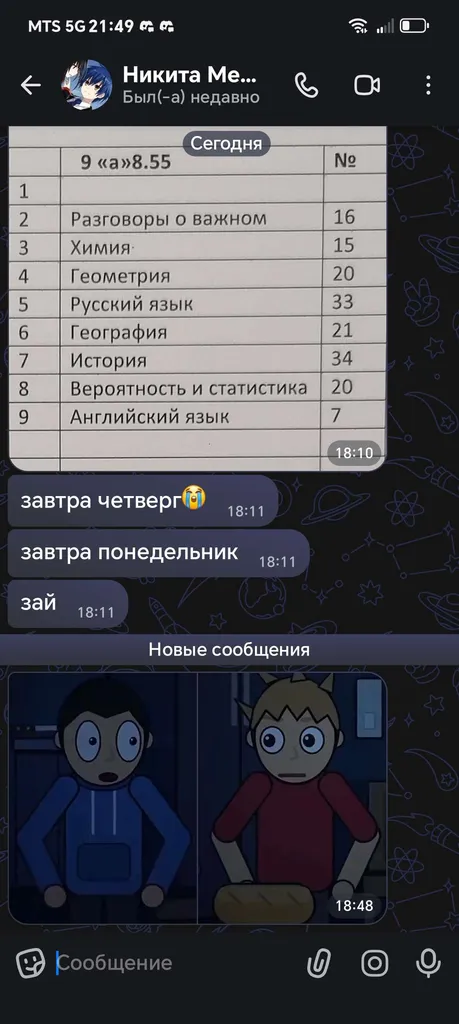 MTS 5G 21:49
Никита Ме...
Был(-а) недавно
Сегодня
9 «а»8.55 №
1
2 Разговоры о важном 16
3 Химия 15
4 Геометрия 20
5 Русский язык 33
6 География 21
7 История 34
8 Вероятность и статистика 20
9 Английский язык 7
18:10
завтра четверг😭 18:11
завтра понедельник 18:11
зай 18:11
Новые сообщения
18:48
Сообщение